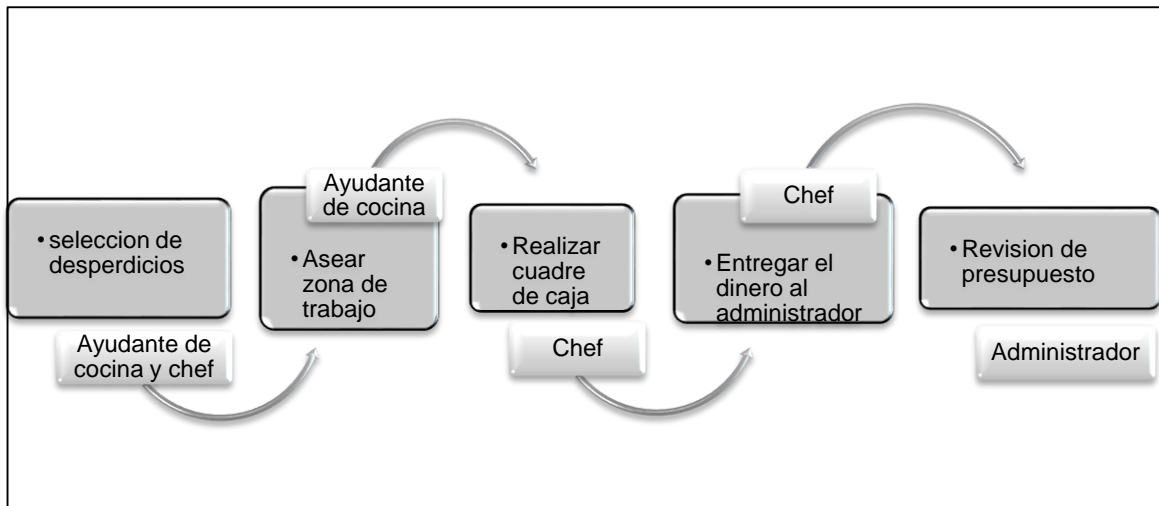 • seleccion de
desperdicios
Ayudante de
cocina y chef
Ayudante
de cocina
• Asear
zona de
trabajo
• Realizar
cuadre
de caja
Chef
Chef
• Entregar el
dinero al
administrador
• Revision de
presupuesto
Administrador